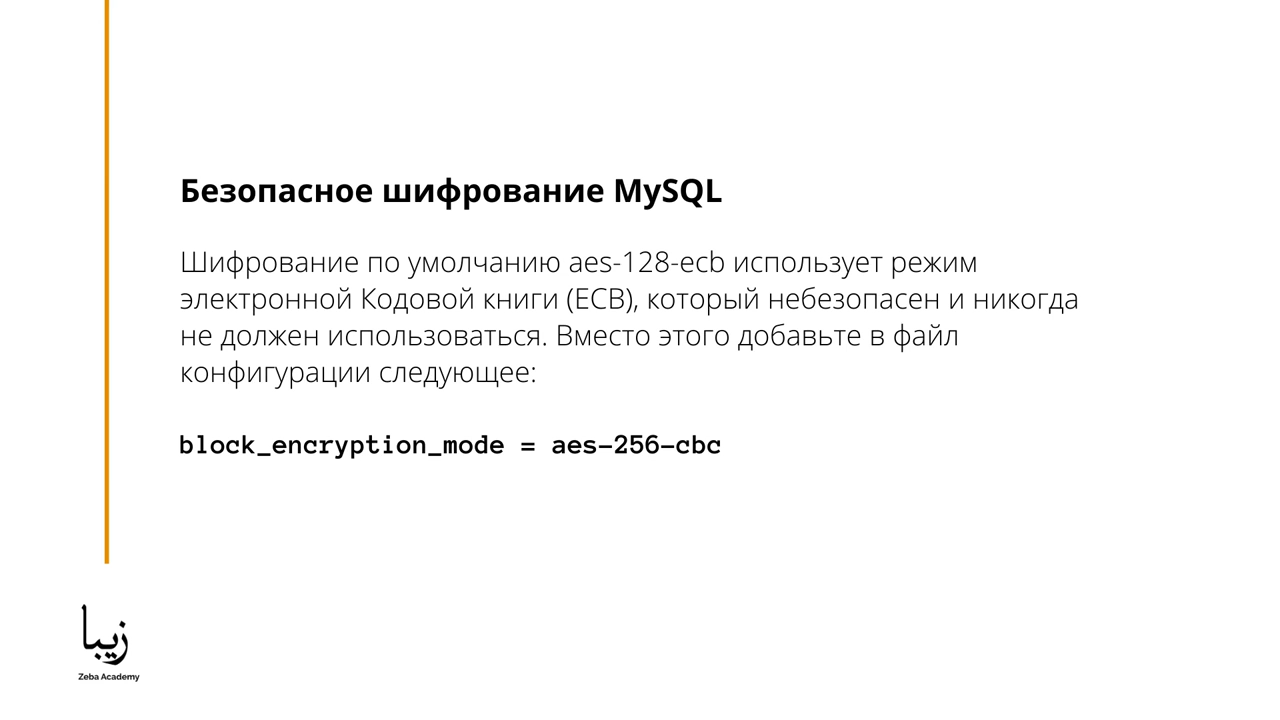 Безопасное шифрование MySQL
Шифрование по умолчанию aes-128-ecb использует режим
электронной Кодовой книги (ECB), который небезопасен и никогда
не должен использоваться. Вместо этого добавьте в файл
конфигурации следующее:
block_encryption_mode = aes-256-cbc
زيبا
Zeba Academy